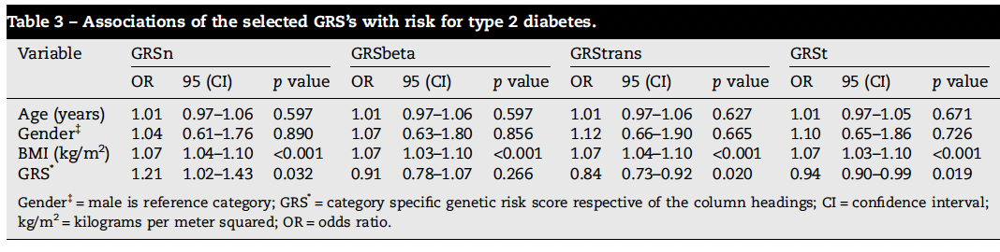 Table 3 – Associations of the selected GRS's with risk for type 2 diabetes.
Variable GRSn GRSbeta GRStrans GRSt
OR 95 (CI) p value OR 95 (CI) p value OR 95 (CI) p value OR 95 (CI) p value
Age (years) 1.01 0.97–1.06 0.597 1.01 0.97–1.06 0.597 1.01 0.97–1.06 0.627 1.01 0.97–1.05 0.671
Gender‡ 1.04 0.61–1.76 0.890 1.07 0.63–1.80 0.856 1.12 0.66–1.90 0.665 1.10 0.65–1.86 0.726
BMI (kg/m2) 1.07 1.04–1.10 <0.001 1.07 1.03–1.10 <0.001 1.07 1.04–1.10 <0.001 1.07 1.03–1.10 <0.001
GRS* 1.21 1.02–1.43 0.032 0.91 0.78–1.07 0.266 0.84 0.73–0.92 0.020 0.94 0.90–0.99 0.019
Gender‡ = male is reference category; GRS* = category specific genetic risk score respective of the column headings; CI = confidence interval;
kg/m2 = kilograms per meter squared; OR = odds ratio.